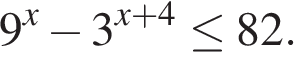 9^x − 3^{x+4} ≤ 82.